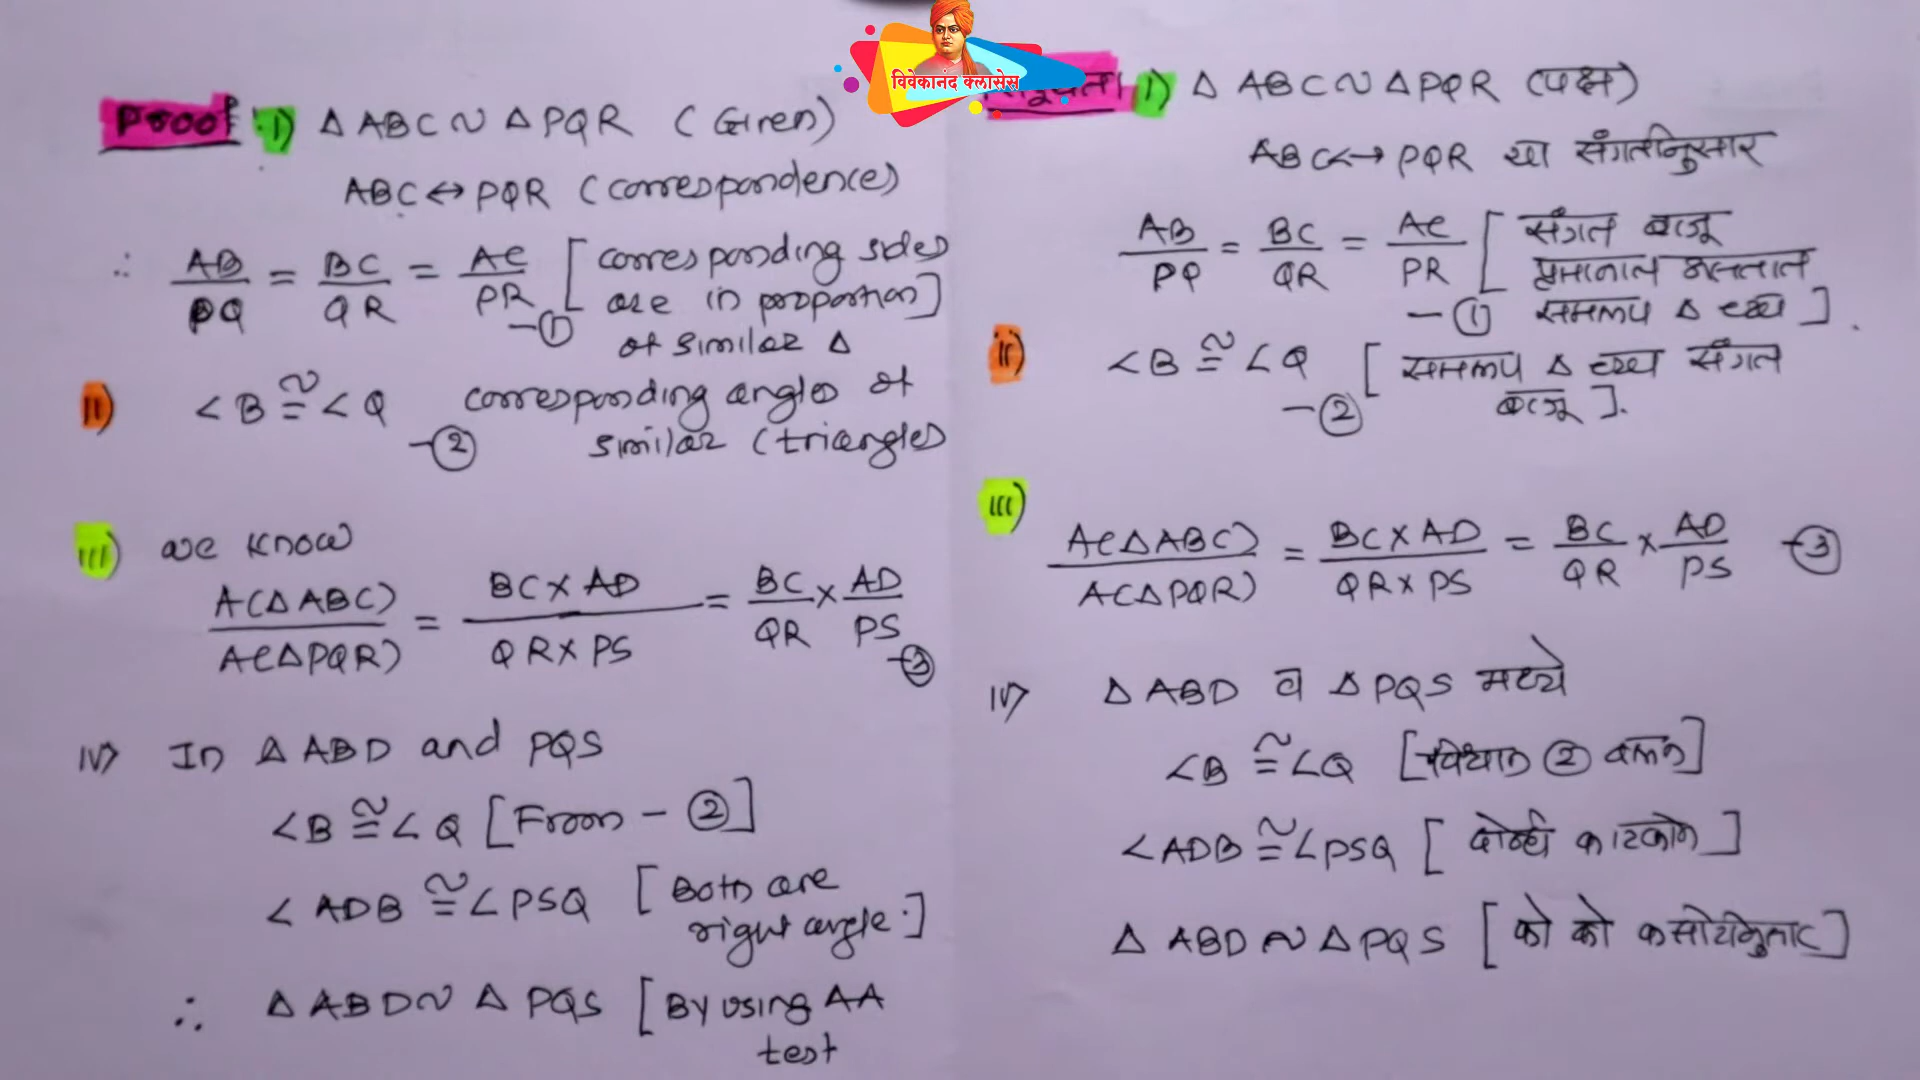 विवेकानंद क्लासेस
Proof :- i) Δ ABC ~ Δ PQR (Given)
ABC ↔ PQR (correspondence)
∴ AB/PQ = BC/QR = AC/PR [corresponding sides
— ① are in proportion]
of similar Δ
ii) <B ≅ <Q corresponding angles of
— ② similar (triangles
iii) we know
A(Δ ABC)/A(ΔPQR) = BC X AD/QR X PS = BC/QR × AD/PS
— ③
iv) In Δ ABD and PQS
<B ≅ <Q [From - ②]
< ADB ≅ <PSQ [Both are
right angle.]
∴ Δ ABD ~ Δ PQS [By using AA
test
i) Δ ABC ~ Δ PQR (पक्ष)
ABC ↔ PQR या संगतीनुसार
AB/PQ = BC/QR = AC/PR [संगत बाजू
प्रमाणात असतात
— ① समरूप Δ च्या].
ii) <B ≅ <Q [समरूप Δ च्या संगत
— ② बाजू].
iii) A(ΔABC)/A(ΔPQR) = BC X AD/QR X PS = BC/QR × AD/PS — ③
iv) Δ ABD व Δ PQS मध्ये
<B ≅ <Q [विधान ② वरून]
<ADB ≅ <PSQ [दोन्ही काटकोन]
Δ ABD ~ Δ PQS [को को कसोटीनुसार]